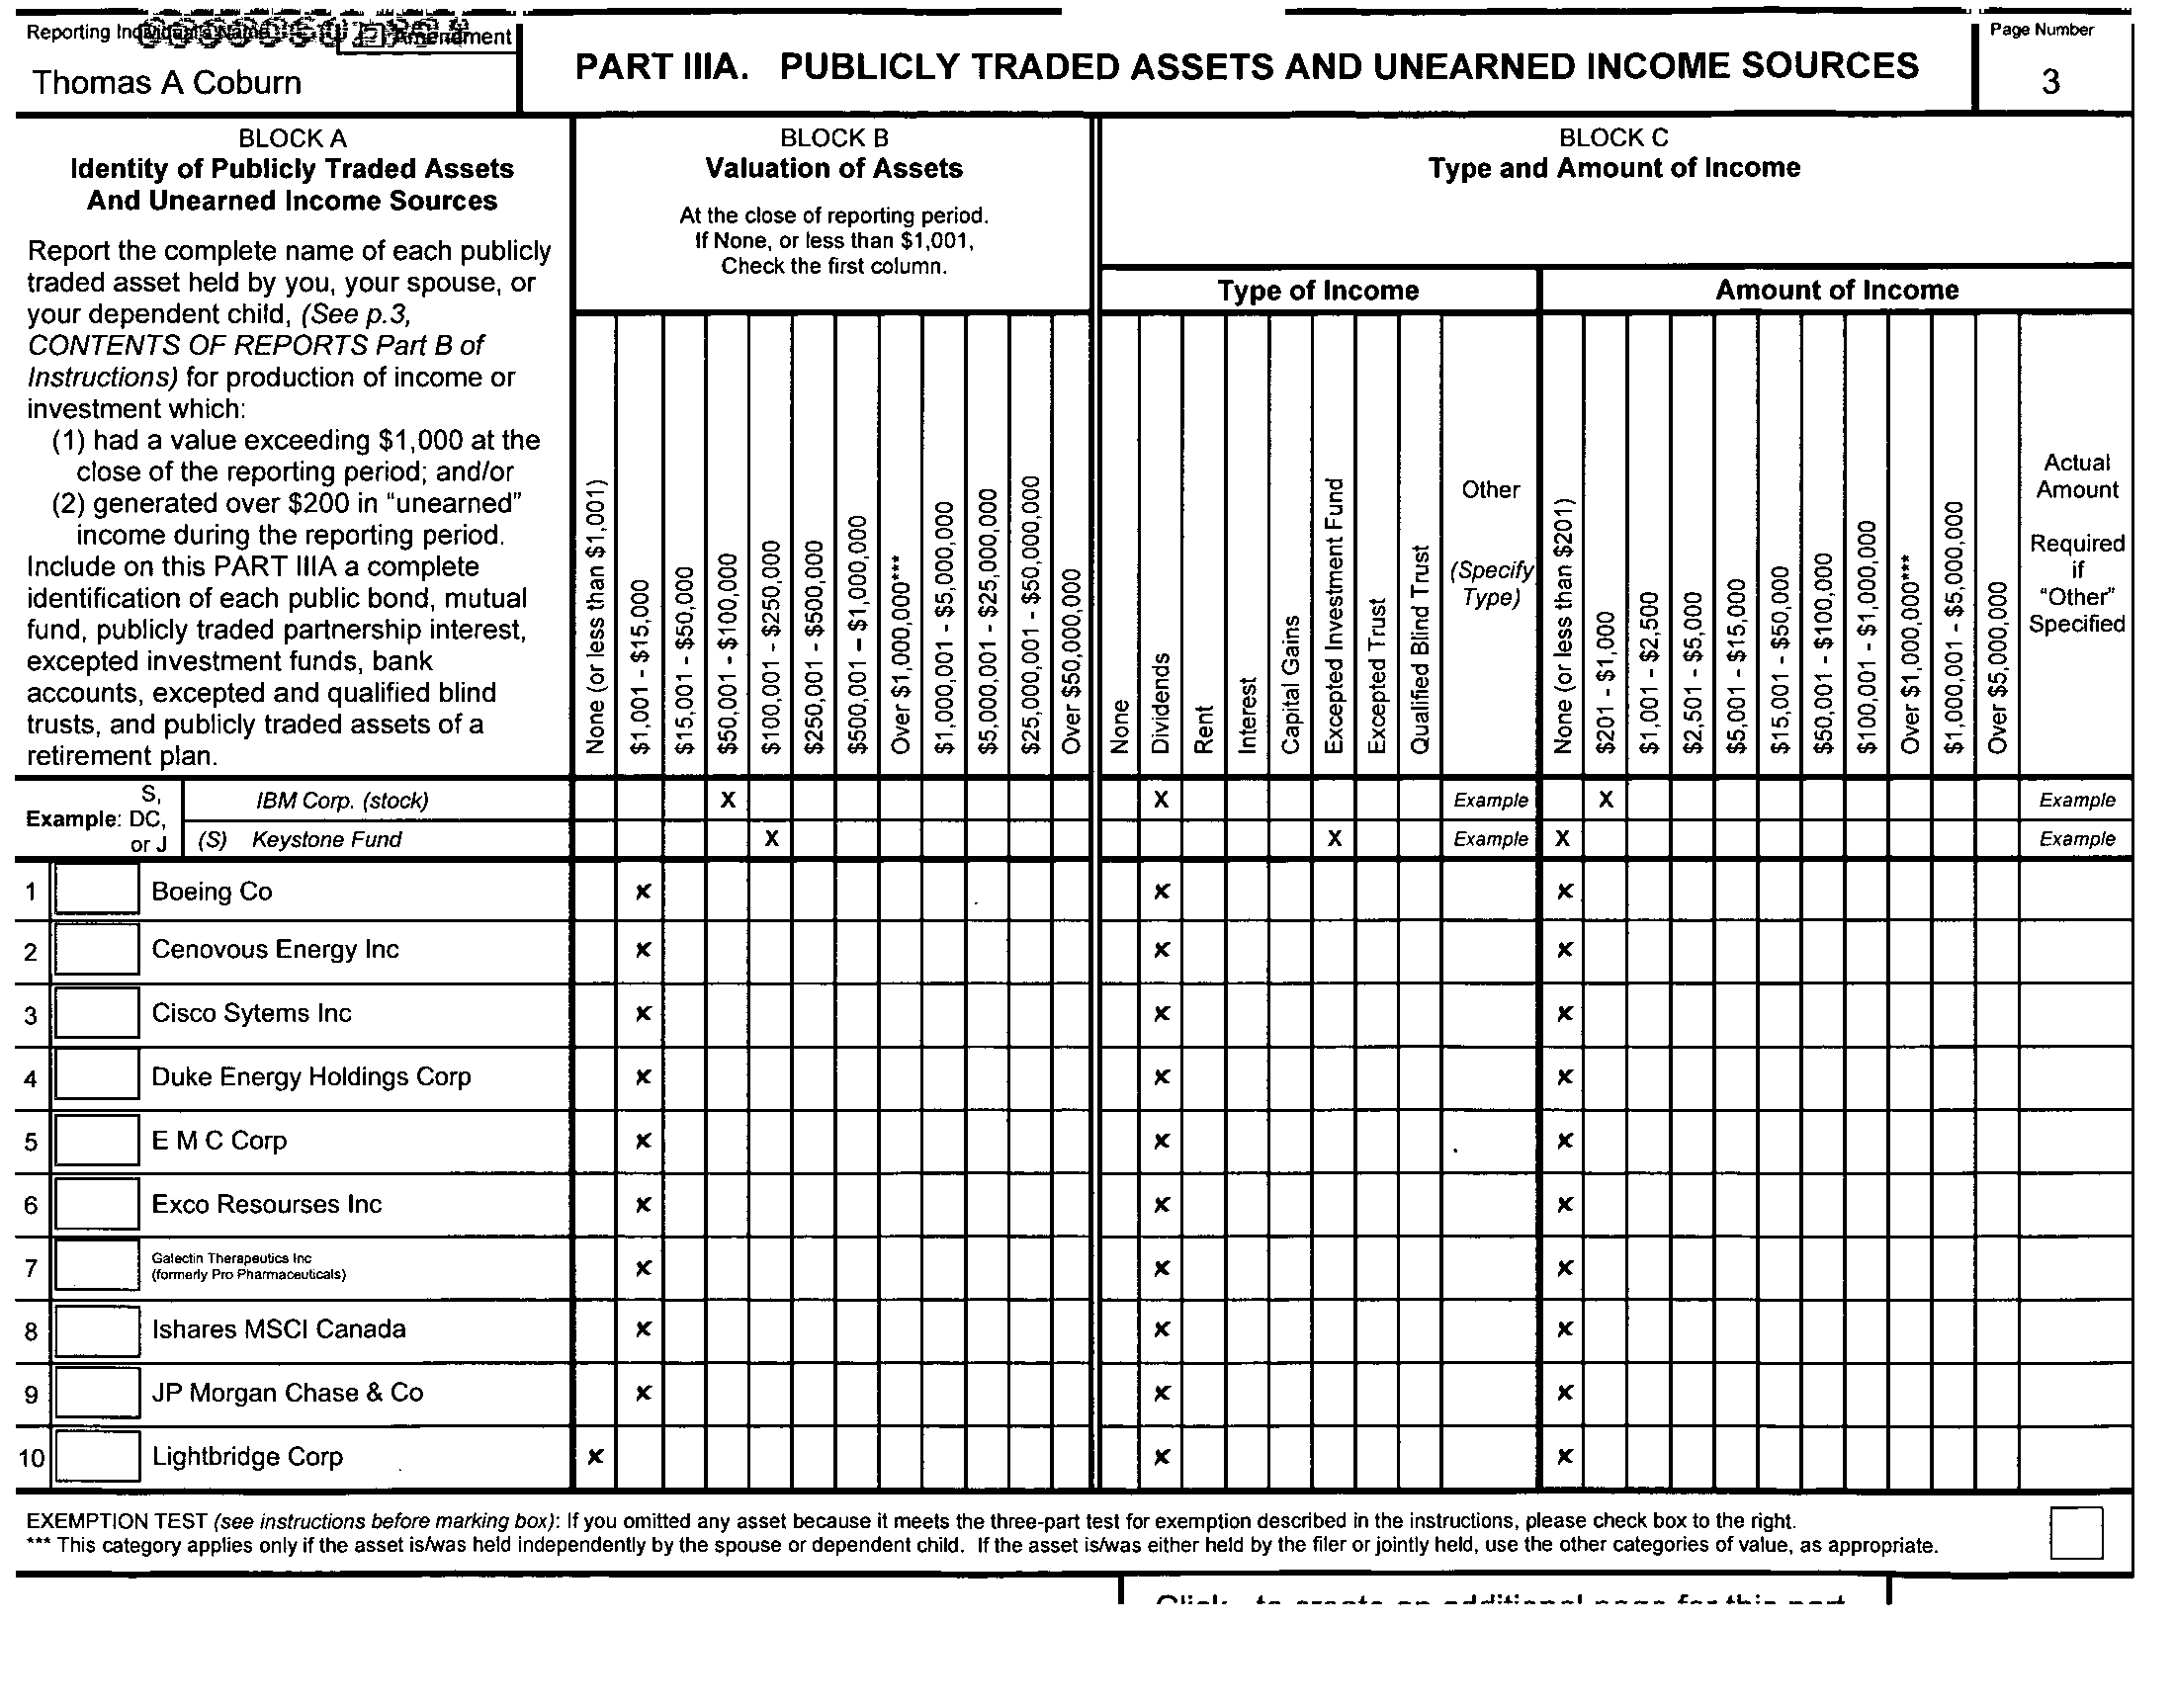 Reporting Individual's Name
Amendment
Thomas A Coburn
PART IIIA. PUBLICLY TRADED ASSETS AND UNEARNED INCOME SOURCES
Page Number
3
BLOCK A
Identity of Publicly Traded Assets
And Unearned Income Sources
Report the complete name of each publicly
traded asset held by you, your spouse, or
your dependent child, (See p.3,
CONTENTS OF REPORTS Part B of
Instructions) for production of income or
investment which:
(1) had a value exceeding $1,000 at the
close of the reporting period; and/or
(2) generated over $200 in "unearned"
income during the reporting period.
Include on this PART IIIA a complete
identification of each public bond, mutual
fund, publicly traded partnership interest,
excepted investment funds, bank
accounts, excepted and qualified blind
trusts, and publicly traded assets of a
retirement plan.
BLOCK B
Valuation of Assets
At the close of reporting period.
If None, or less than $1,001,
Check the first column.
None (or less than $1,001)
$1,001 - $15,000
$15,001 - $50,000
$50,001 - $100,000
$100,001 - $250,000
$250,001 - $500,000
$500,001 - $1,000,000
Over $1,000,000***
$1,000,001 - $5,000,000
$5,000,001 - $25,000,000
$25,000,001 - $50,000,000
Over $50,000,000
BLOCK C
Type and Amount of Income
Type of Income
None
Dividends
Rent
Interest
Capital Gains
Excepted Investment Fund
Excepted Trust
Qualified Blind Trust
Other
(Specify
Type)
Amount of Income
None (or less than $201)
$201 - $1,000
$1,001 - $2,500
$2,501 - $5,000
$5,001 - $15,000
$15,001 - $50,000
$50,001 - $100,000
$100,001 - $1,000,000
Over $1,000,000***
$1,000,001 - $5,000,000
Over $5,000,000
Actual
Amount
Required
if
"Other"
Specified
Example: S, DC, or J
IBM Corp. (stock) X X Example X Example
(S) Keystone Fund X X Example X Example
1 Boeing Co x x x
2 Cenovous Energy Inc x x x
3 Cisco Sytems Inc x x x
4 Duke Energy Holdings Corp x x x
5 E M C Corp x x x
6 Exco Resourses Inc x x x
7 Galectin Therapeutics Inc
(formerly Pro Pharmaceuticals) x x x
8 Ishares MSCI Canada x x x
9 JP Morgan Chase & Co x x x
10 Lightbridge Corp x x x
EXEMPTION TEST (see instructions before marking box): If you omitted any asset because it meets the three-part test for exemption described in the instructions, please check box to the right.
*** This category applies only if the asset is/was held independently by the spouse or dependent child. If the asset is/was either held by the filer or jointly held, use the other categories of value, as appropriate.